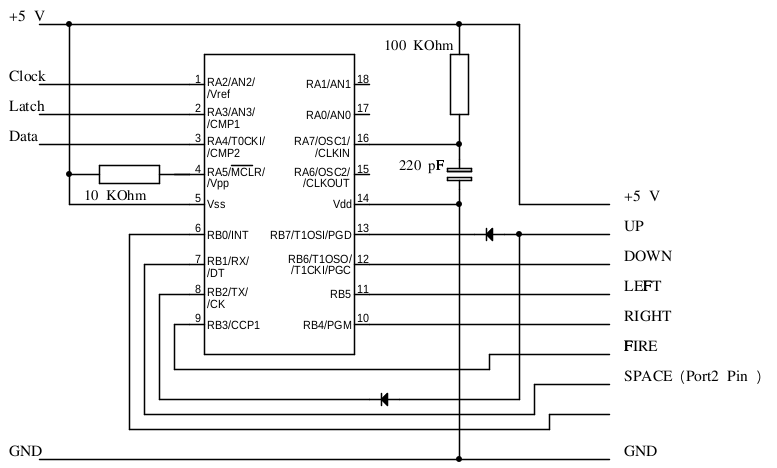 +5 V
100 KOhm
Clock
1 RA2/AN2/
/Vref
RA1/AN1 18
Latch
2 RA3/AN3/
/CMP1
RA0/AN0 17
Data
3 RA4/T0CKI/
/CMP2
RA7/OSC1/ 16
/CLKIN
4 RA5/MCLR/
/Vpp
RA6/OSC2/ 15
/CLKOUT
220 pF
10 KOhm
5 Vss
Vdd 14
+5 V
6 RB0/INT
RB7/T1OSI/PGD 13
UP
7 RB1/RX/
/DT
RB6/T1OSO/ 12
/T1CKI/PGC
DOWN
8 RB2/TX/
/CK
RB5 11
LEFT
9 RB3/CCP1
RB4/PGM 10
RIGHT
FIRE
SPACE (Port2 Pin )
GND
GND